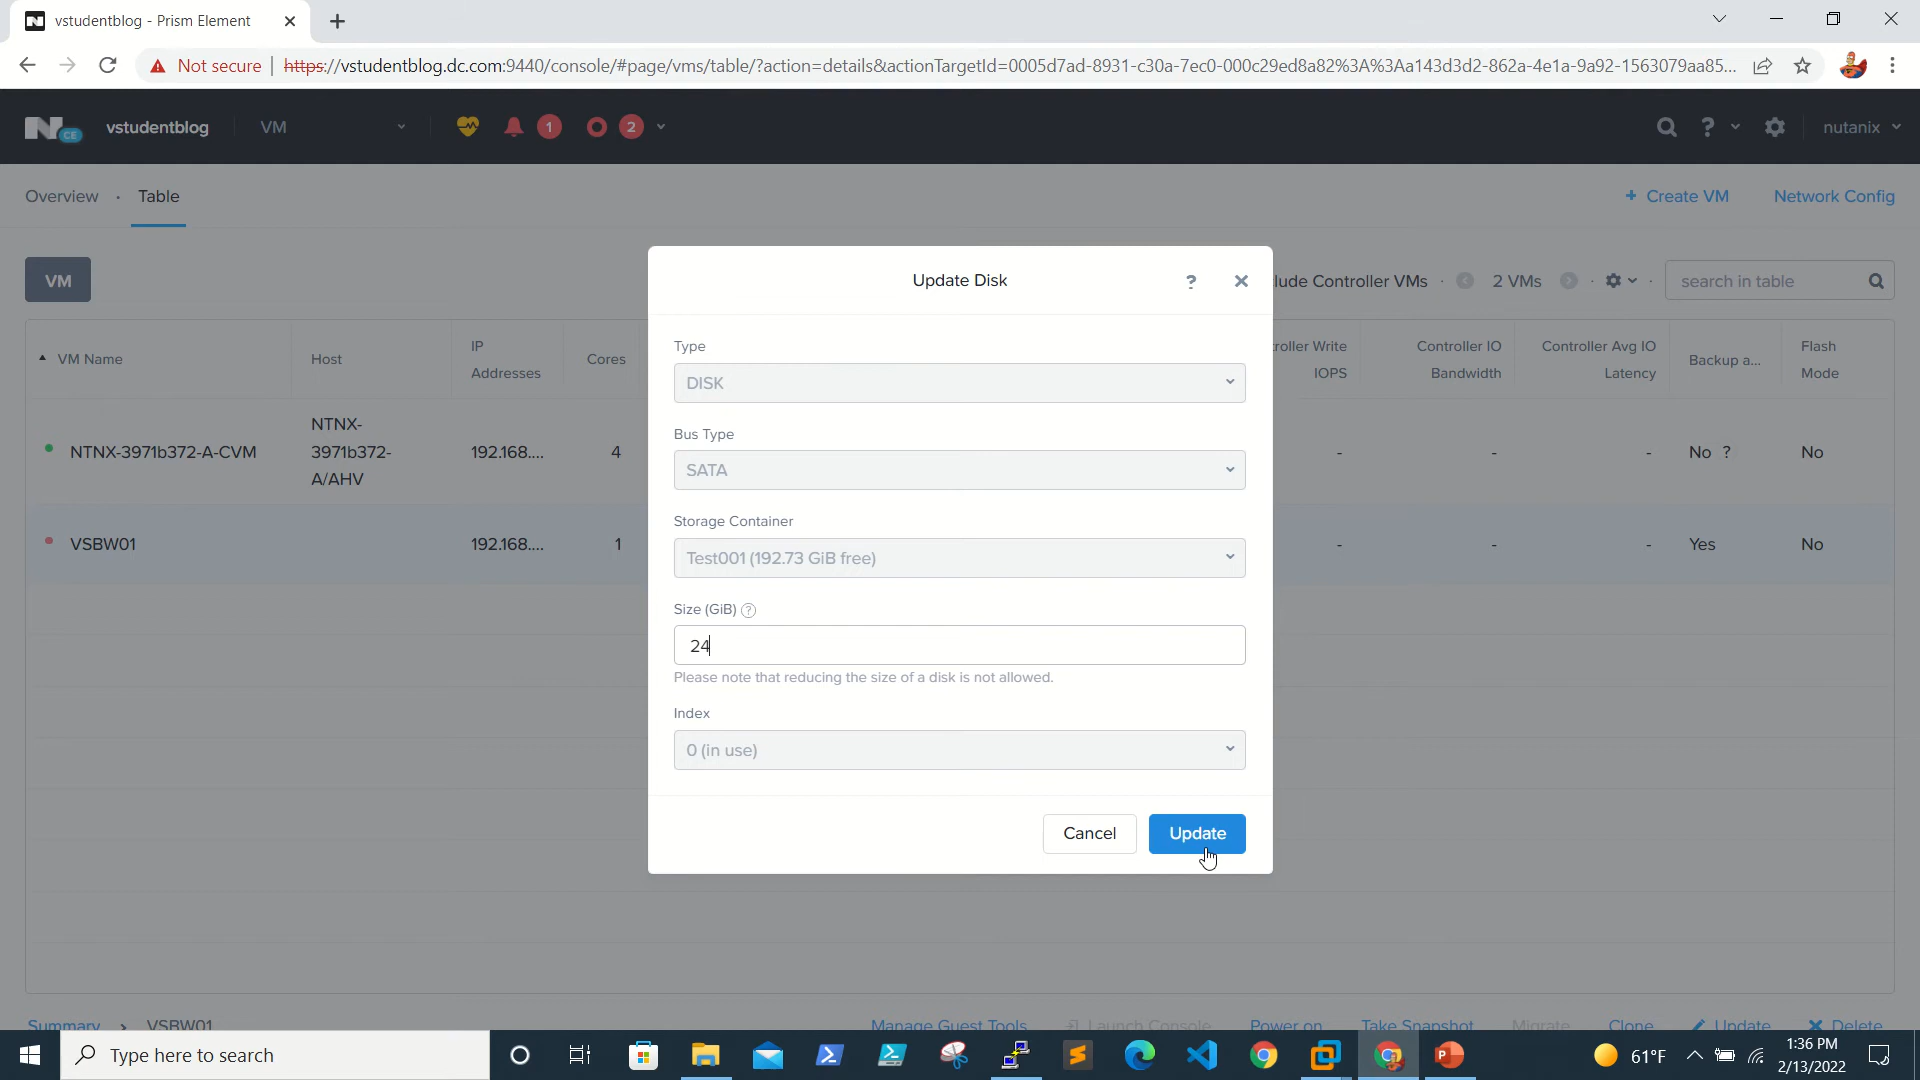 vstudentblog - Prism Element
Not secure
https://vstudentblog.dc.com:9440/console/#page/vms/table/?action=details&actionTargetId=0005d7ad-8931-c30a-7ec0-000c29ed8a82%3A%3Aa143d3d2-862a-4e1a-9a92-1563079aa85...
N CE vstudentblog VM 1 2 ? nutanix
Overview · Table + Create VM Network Config
VM
lude Controller VMs · 2 VMs · · search in table
VM Name Host IP Addresses Cores
roller Write IOPS Controller IO Bandwidth Controller Avg IO Latency Backup a... Flash Mode
NTNX-3971b372-A-CVM NTNX-3971b372-A/AHV 192.168.... 4 - - - No ? No
VSBW01 192.168.... 1 - - - Yes No
Update Disk ?
Type
DISK
Bus Type
SATA
Storage Container
Test001 (192.73 GiB free)
Size (GiB) ?
24
Please note that reducing the size of a disk is not allowed.
Index
0 (in use)
Cancel Update
Summary > VSBW01 Manage Guest Tools Launch Console Power on Take Snapshot Migrate Clone Update Delete
Type here to search
61°F
1:36 PM
2/13/2022